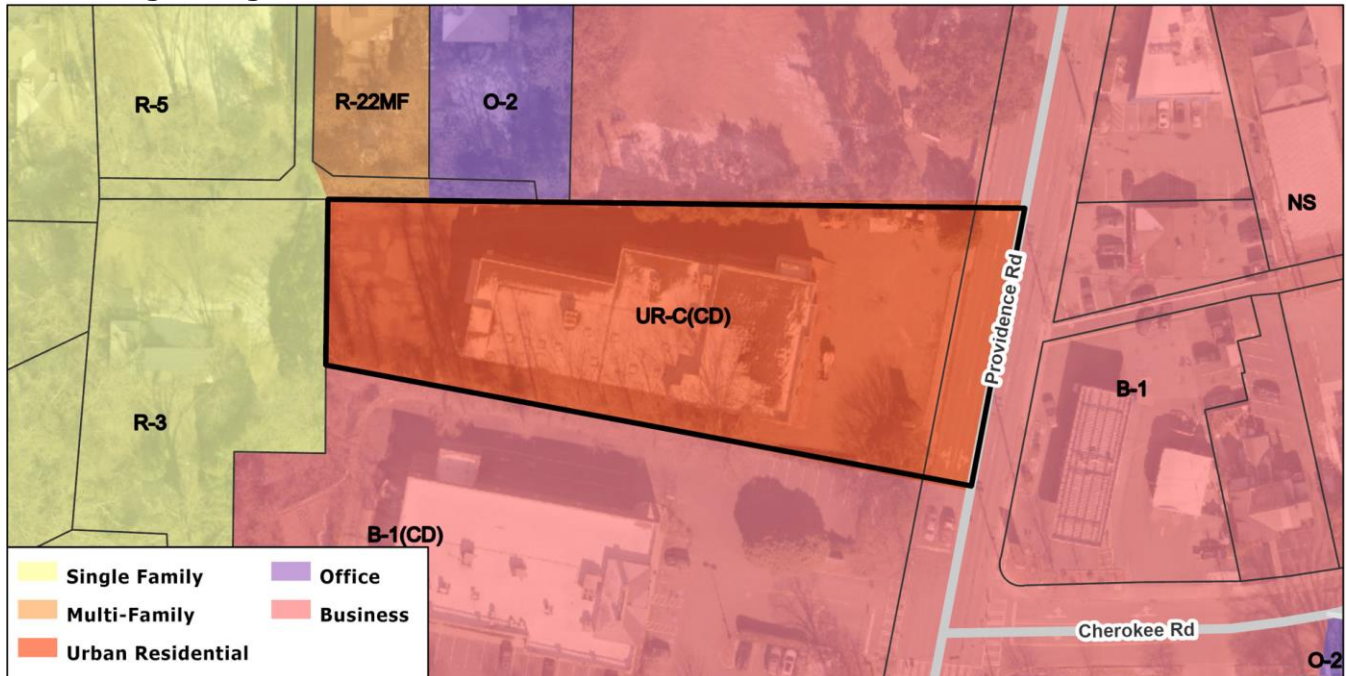 R-5
R-22MF
O-2
NS
UR-C(CD)
Providence Rd
B-1
R-3
B-1(CD)
Single Family
Office
Multi-Family
Business
Urban Residential
Cherokee Rd
O-2